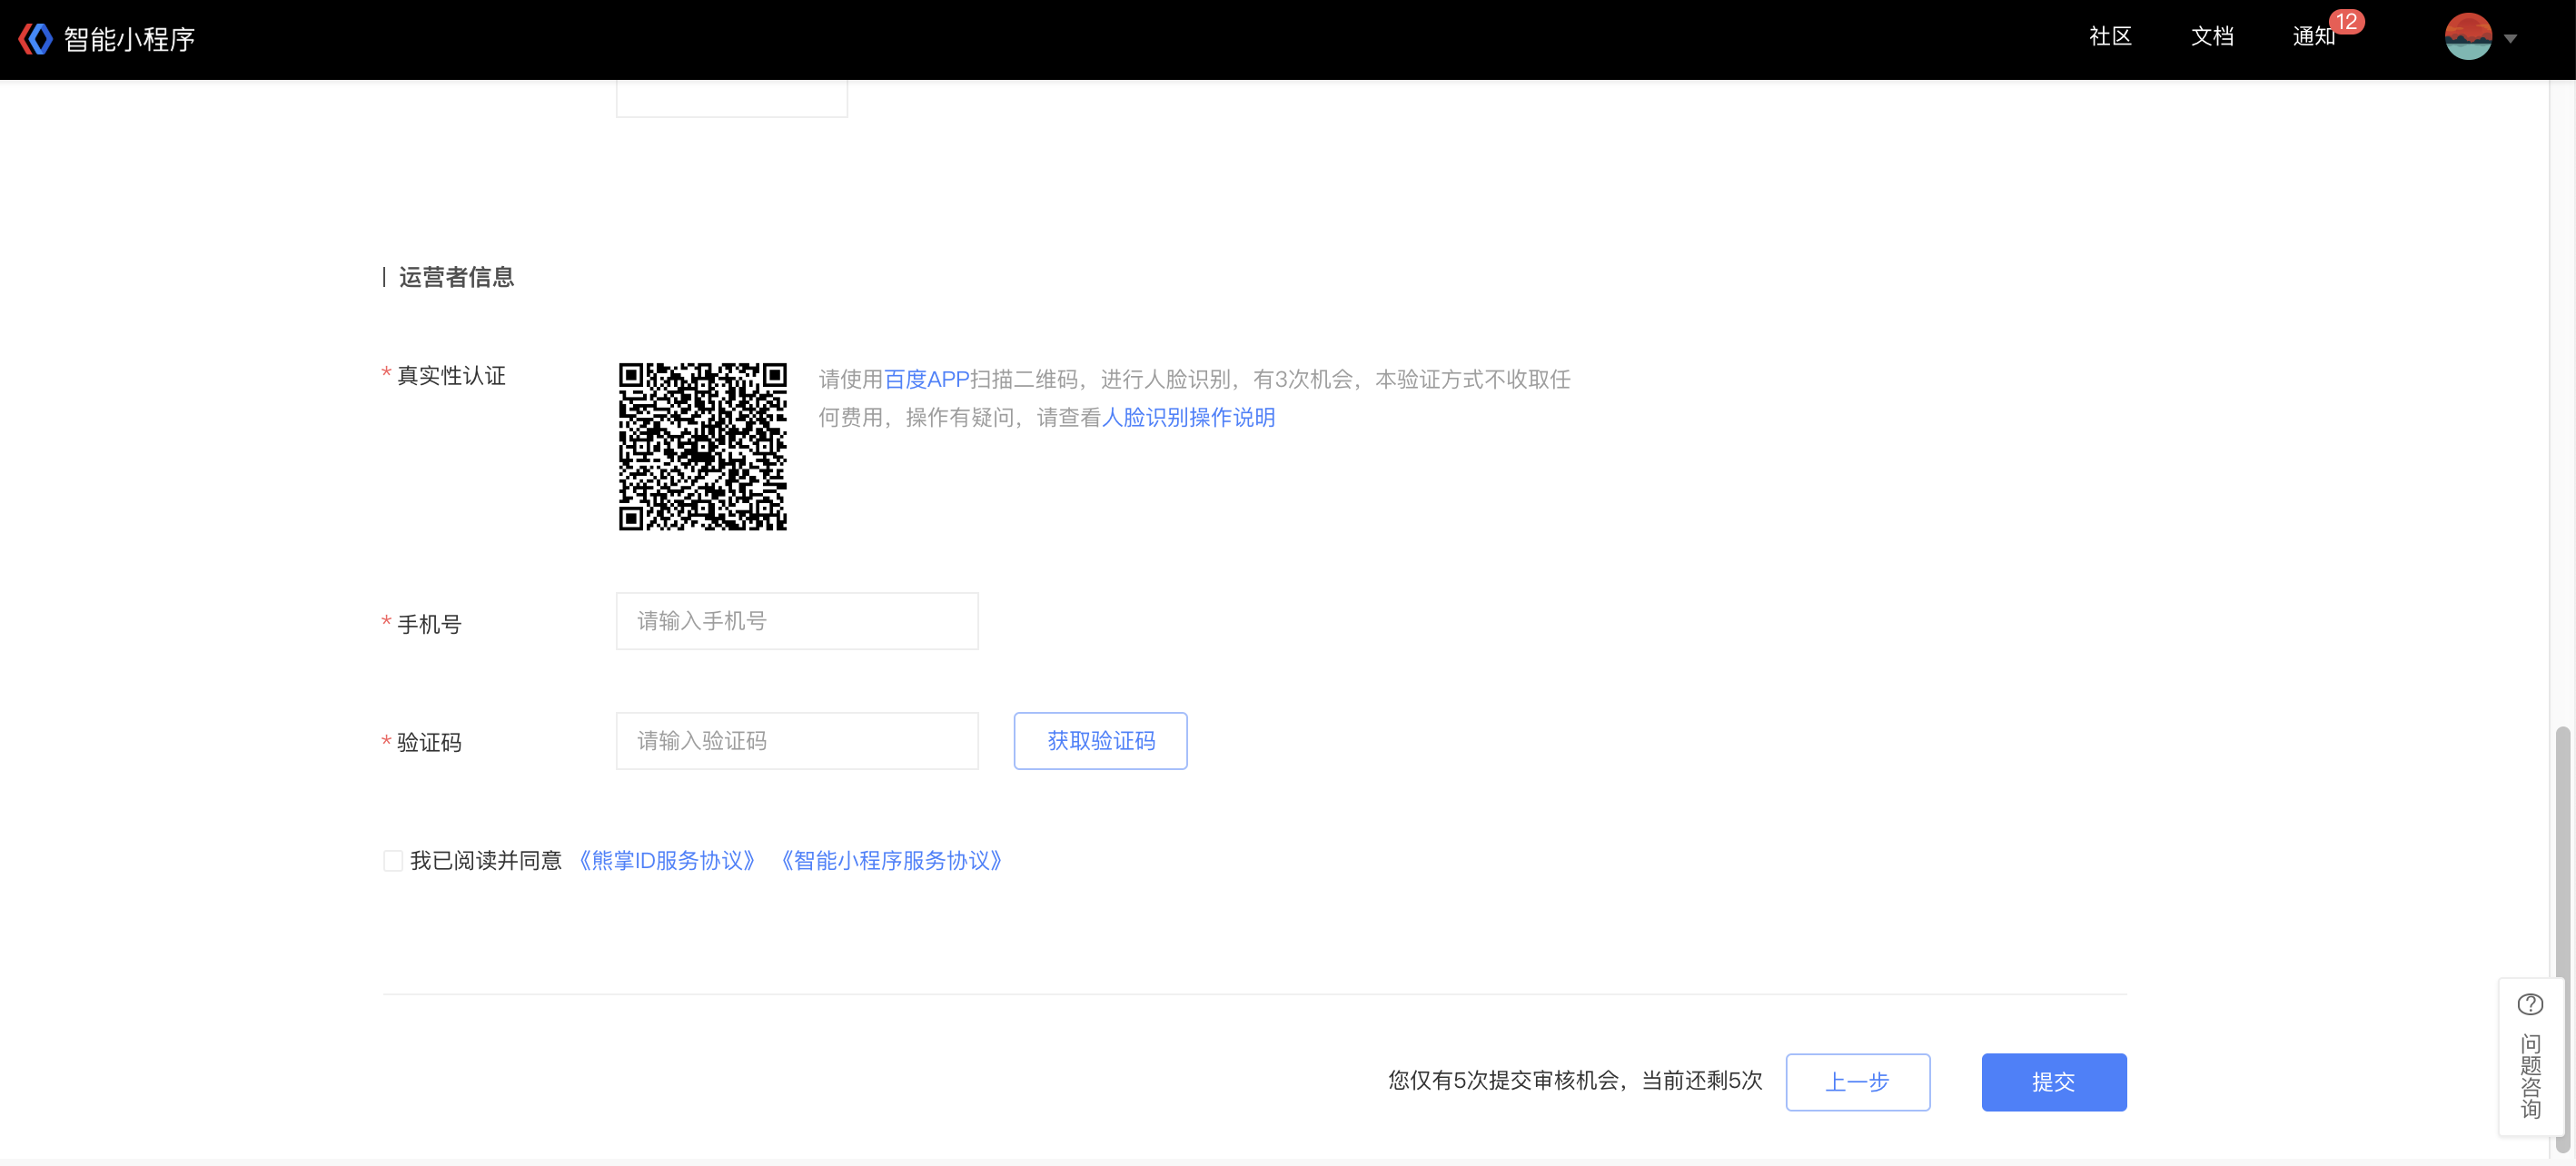 智能小程序
社区
文档
通知
12
运营者信息
* 真实性认证
请使用百度APP扫描二维码，进行人脸识别，有3次机会，本验证方式不收取任
何费用，操作有疑问，请查看人脸识别操作说明
* 手机号
请输入手机号
* 验证码
请输入验证码
获取验证码
我已阅读并同意 《熊掌ID服务协议》 《智能小程序服务协议》
您仅有5次提交审核机会，当前还剩5次
上一步
提交
问题咨询